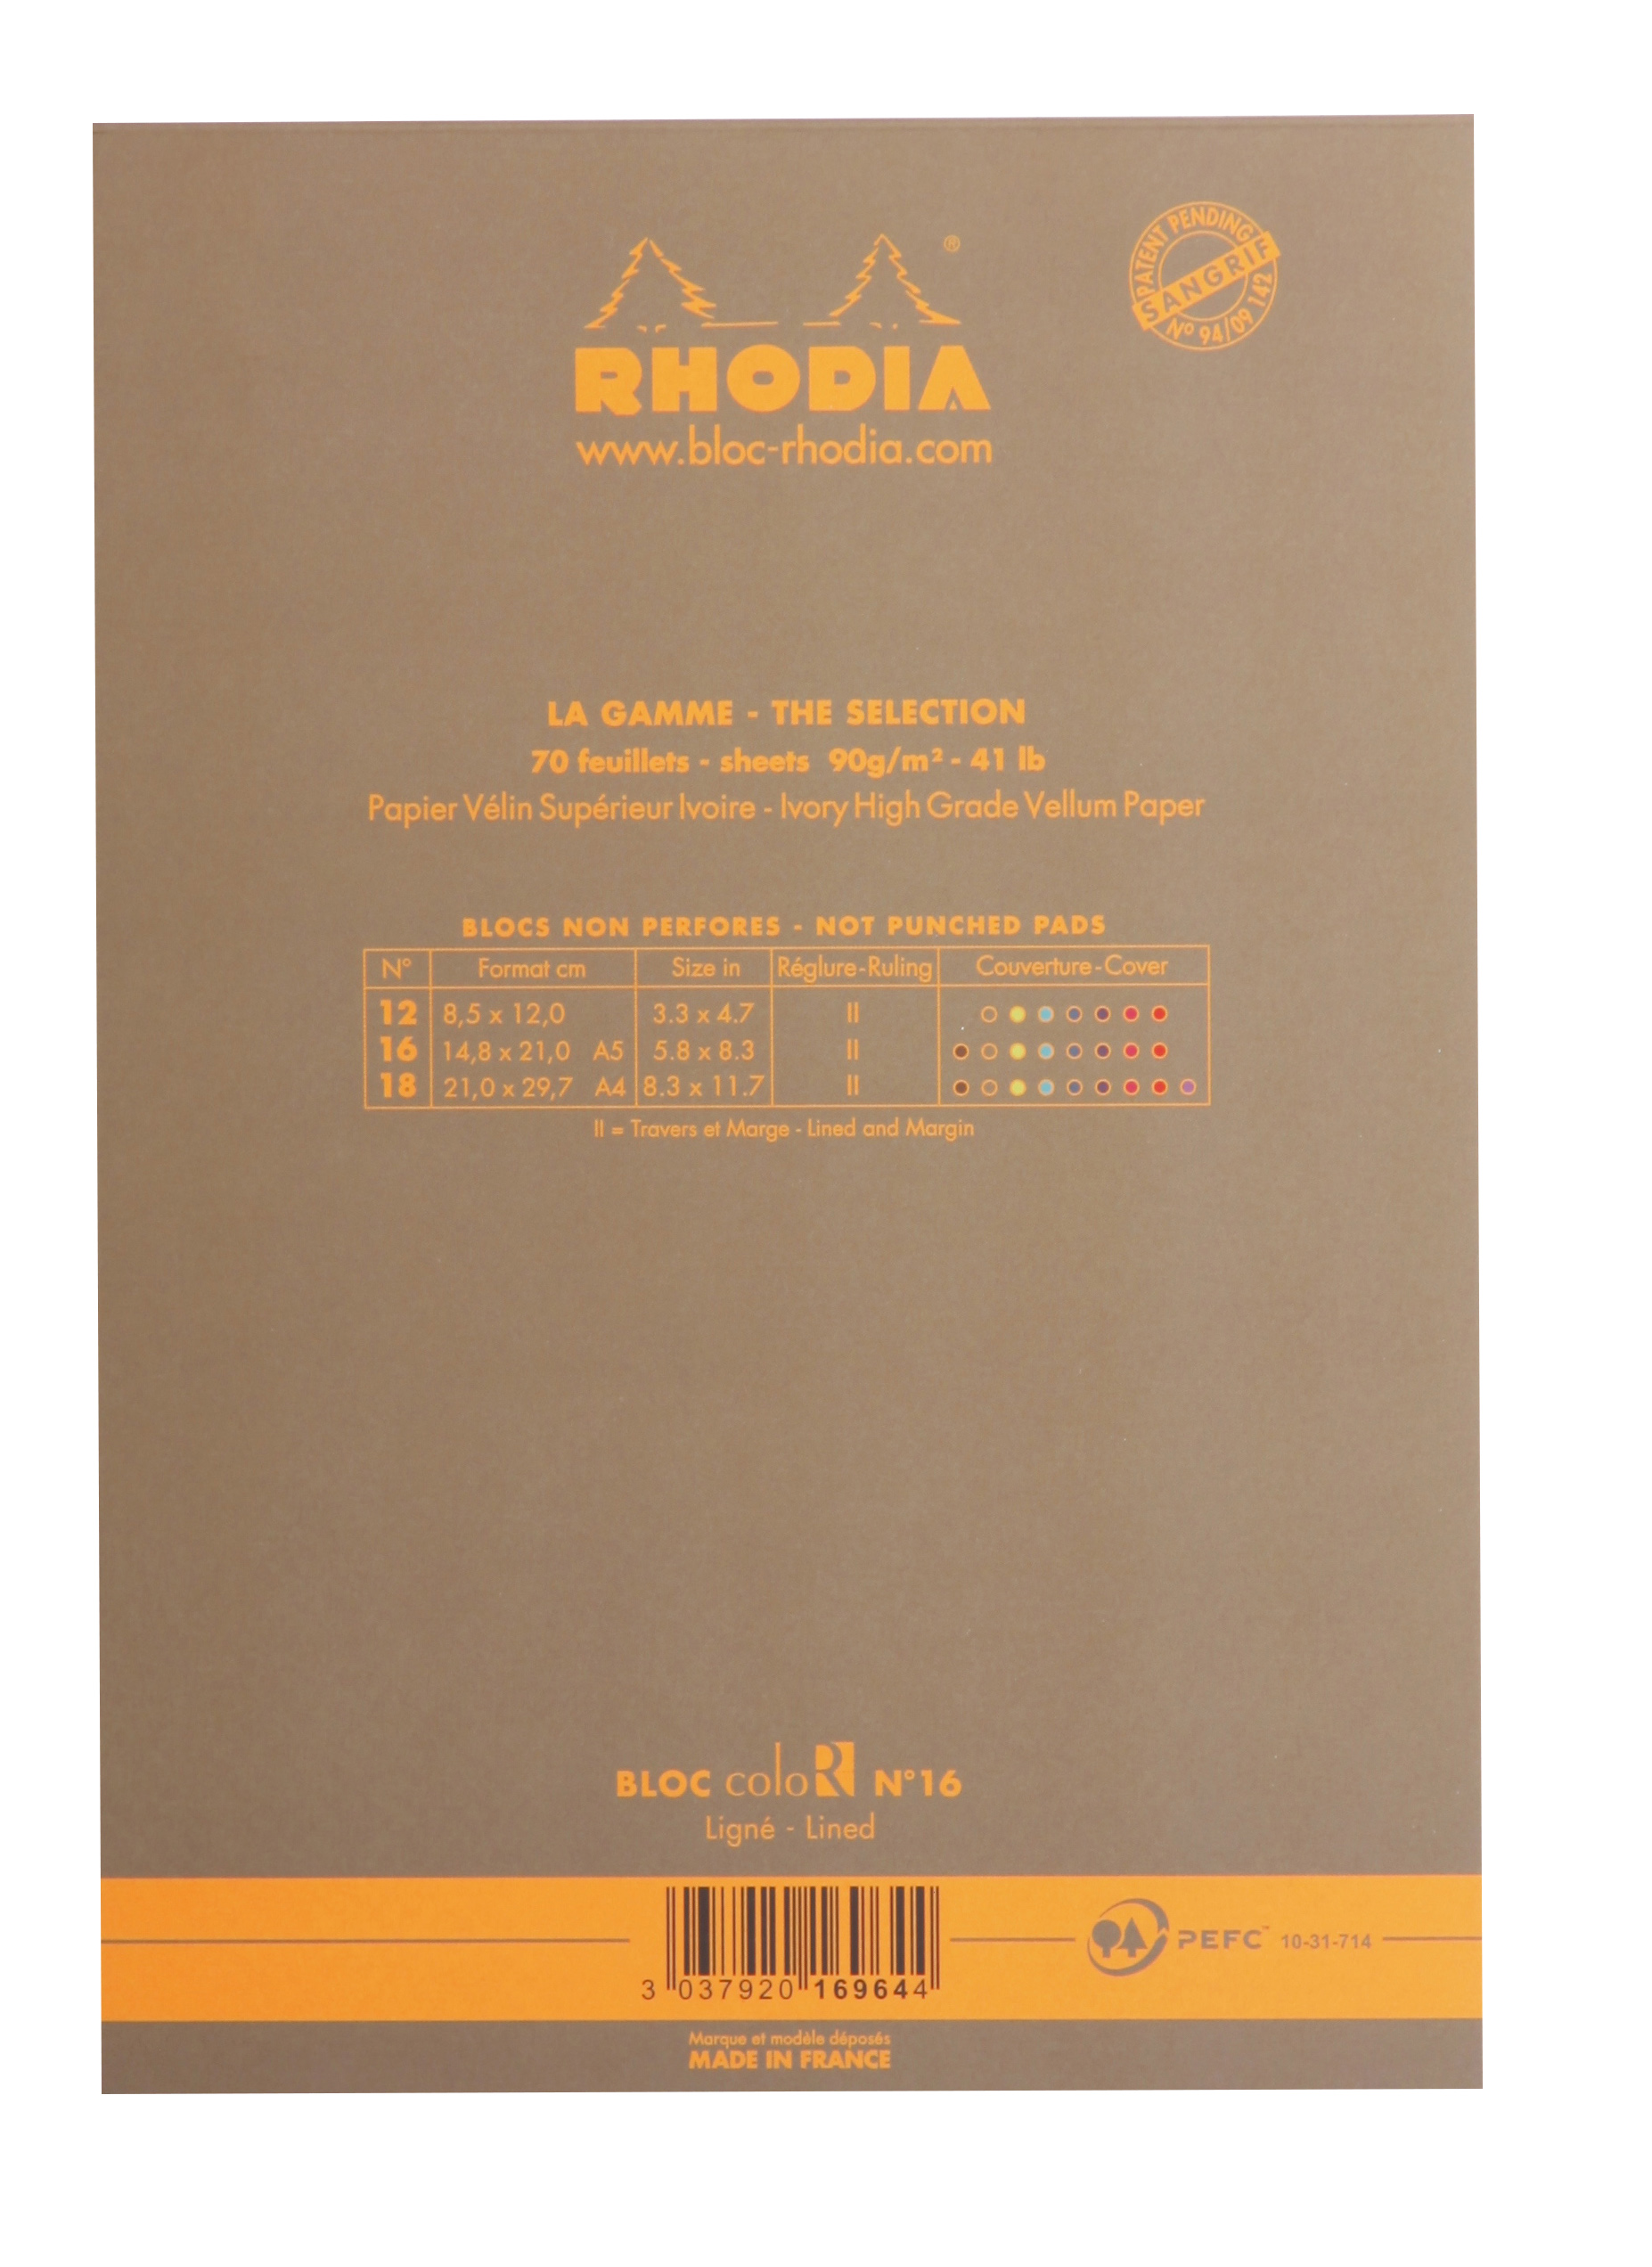 ®
PATENT PENDING
SANGRIF
Nº 94/09 142
RHODIA
www.bloc-rhodia.com
LA GAMME - THE SELECTION
70 feuillets - sheets 90g/m² - 41 lb
Papier Vélin Supérieur Ivoire - Ivory High Grade Vellum Paper
BLOCS NON PERFORES - NOT PUNCHED PADS
N° Format cm Size in Réglure-Ruling Couverture-Cover
12 8,5 x 12,0 3.3 x 4.7 II
16 14,8 x 21,0 A5 5.8 x 8.3 II
18 21,0 x 29,7 A4 8.3 x 11.7 II
II = Travers et Marge - Lined and Margin
BLOC coloR N°16
Ligné - Lined
PEFC™ 10-31-714
3 037920 169644
Marque et modèle déposés
MADE IN FRANCE